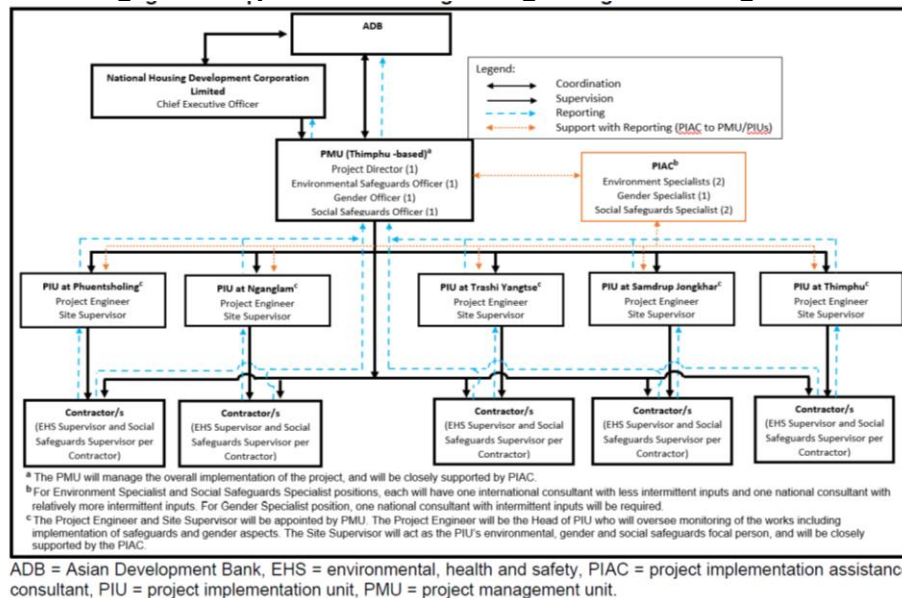 ADB
National Housing Development Corporation
Limited
Chief Executive Officer
Legend:
Coordination
Supervision
Reporting
Support with Reporting (PIAC to PMU/PIUs)
PMU (Thimphu -based)a
Project Director (1)
Environmental Safeguards Officer (1)
Gender Officer (1)
Social Safeguards Officer (1)
PIACb
Environment Specialists (2)
Gender Specialist (1)
Social Safeguards Specialist (2)
PIU at Phuentsholingc
Project Engineer
Site Supervisor
PIU at Nganglamc
Project Engineer
Site Supervisor
PIU at Trashi Yangtsec
Project Engineer
Site Supervisor
PIU at Samdrup Jongkharc
Project Engineer
Site Supervisor
PIU at Thimphuc
Project Engineer
Site Supervisor
Contractor/s
(EHS Supervisor and Social
Safeguards Supervisor per
Contractor)
Contractor/s
(EHS Supervisor and Social
Safeguards Supervisor per
Contractor)
Contractor/s
(EHS Supervisor and Social
Safeguards Supervisor per
Contractor)
Contractor/s
(EHS Supervisor and Social
Safeguards Supervisor per
Contractor)
Contractor/s
(EHS Supervisor and Social
Safeguards Supervisor per
Contractor)
a The PMU will manage the overall implementation of the project, and will be closely supported by PIAC.
b For Environment Specialist and Social Safeguards Specialist positions, each will have one international consultant with less intermittent inputs and one national consultant with
relatively more intermittent inputs. For Gender Specialist position, one national consultant with intermittent inputs will be required.
c The Project Engineer and Site Supervisor will be appointed by PMU. The Project Engineer will be the Head of PIU who will oversee monitoring of the works including
implementation of safeguards and gender aspects. The Site Supervisor will act as the PIU's environmental, gender and social safeguards focal person, and will be closely
supported by the PIAC.
ADB = Asian Development Bank, EHS = environmental, health and safety, PIAC = project implementation assistance
consultant, PIU = project implementation unit, PMU = project management unit.